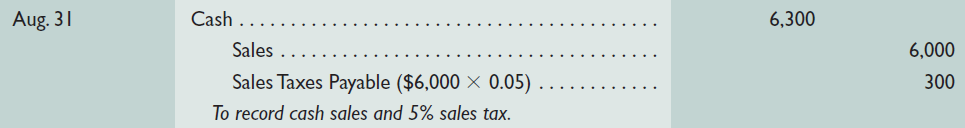 Aug. 31 Cash . . . . . . . . . . . . . . . . . . . . . . . . . . . . . . . . . . . . . . . . 6,300
Sales . . . . . . . . . . . . . . . . . . . . . . . . . . . . . . . . . . . . 6,000
Sales Taxes Payable ($6,000 × 0.05) . . . . . . . . . . . . 300
To record cash sales and 5% sales tax.